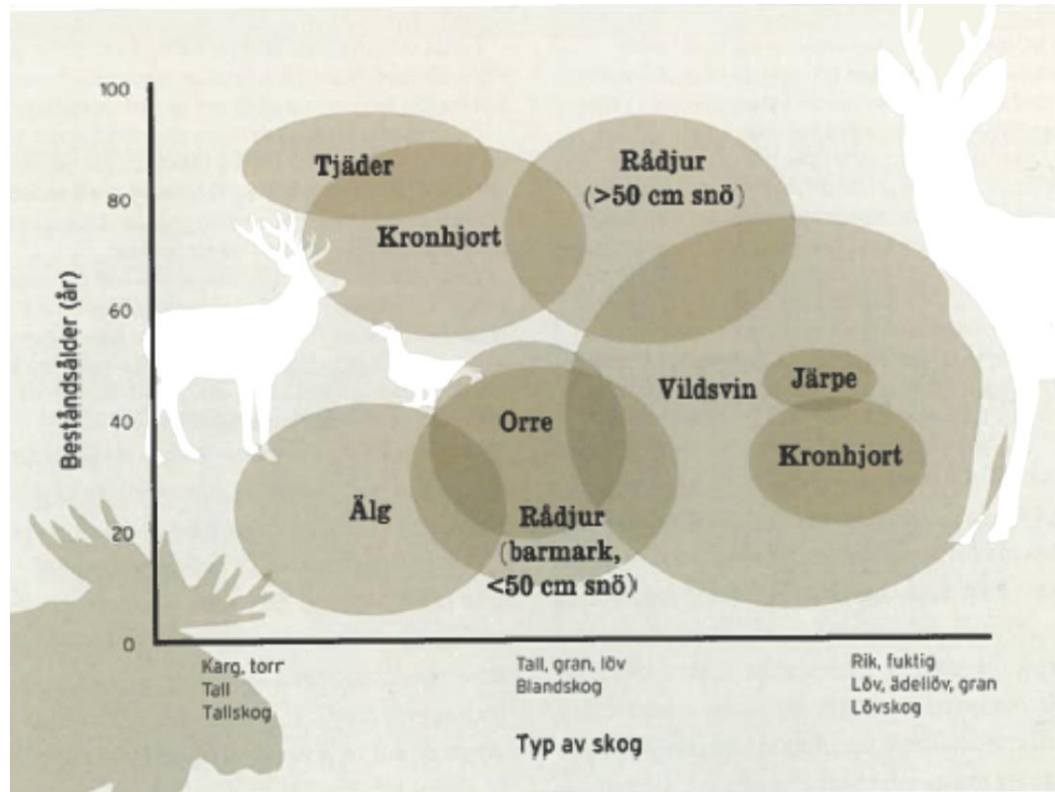 100
80
60
40
20
0
Beståndsålder (år)
Tjäder
Kronhjort
Rådjur
(>50 cm snö)
Vildsvin
Järpe
Kronhjort
Orre
Älg
Rådjur
(barmark,
<50 cm snö)
Karg, torr
Tall
Tallskog
Tall, gran, löv
Blandskog
Rik, fuktig
Löv, ädellöv, gran
Lövskog
Typ av skog